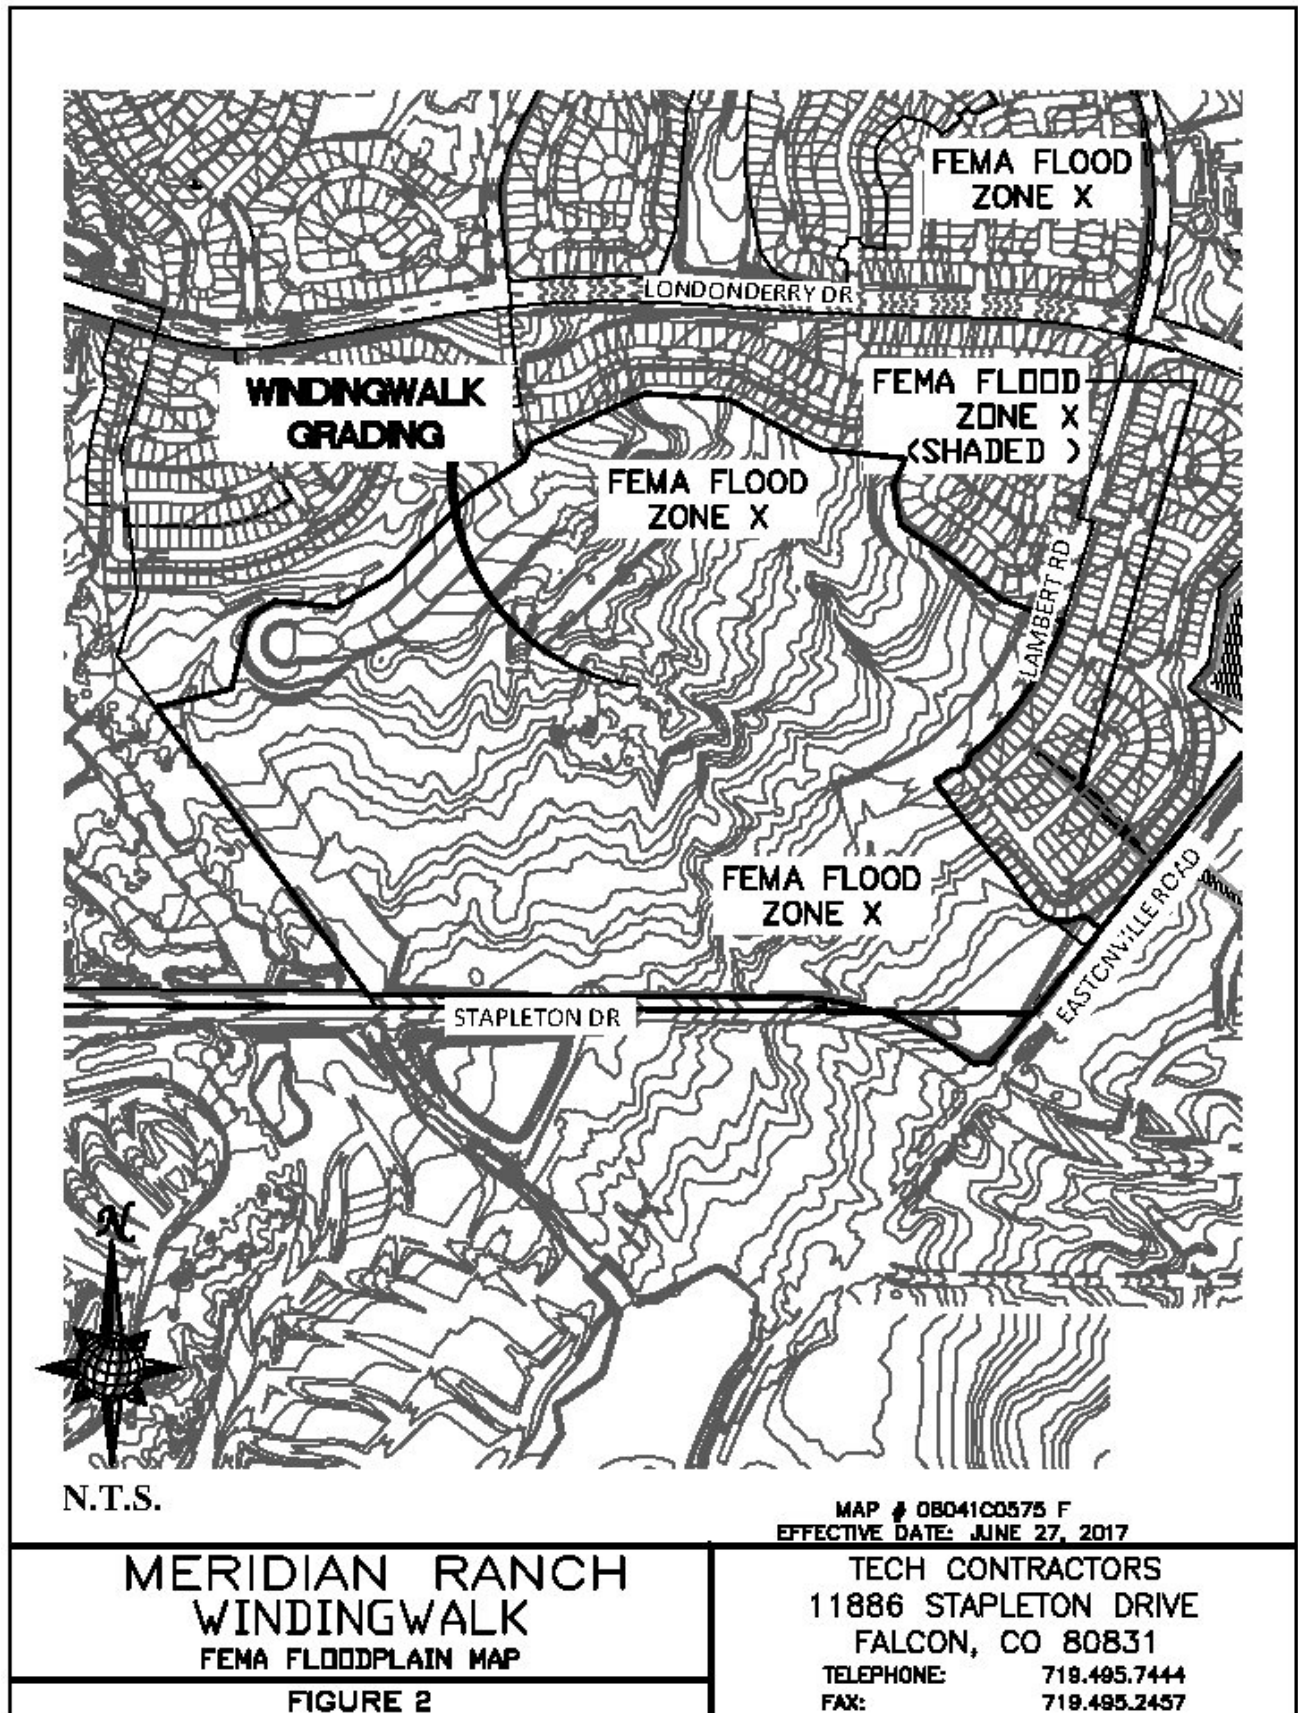 FEMA FLOOD
ZONE X
LONDONDERRY DR
WINDINGWALK
GRADING
FEMA FLOOD
ZONE X
(SHADED )
FEMA FLOOD
ZONE X
LAMBERT RD
FEMA FLOOD
ZONE X
EASTONVILLE ROAD
STAPLETON DR
N
N.T.S.
MAP # 08041C0575 F
EFFECTIVE DATE: JUNE 27, 2017
MERIDIAN RANCH
WINDINGWALK
FEMA FLOODPLAIN MAP
FIGURE 2
TECH CONTRACTORS
11886 STAPLETON DRIVE
FALCON, CO 80831
TELEPHONE: 719.495.7444
FAX: 719.495.2457